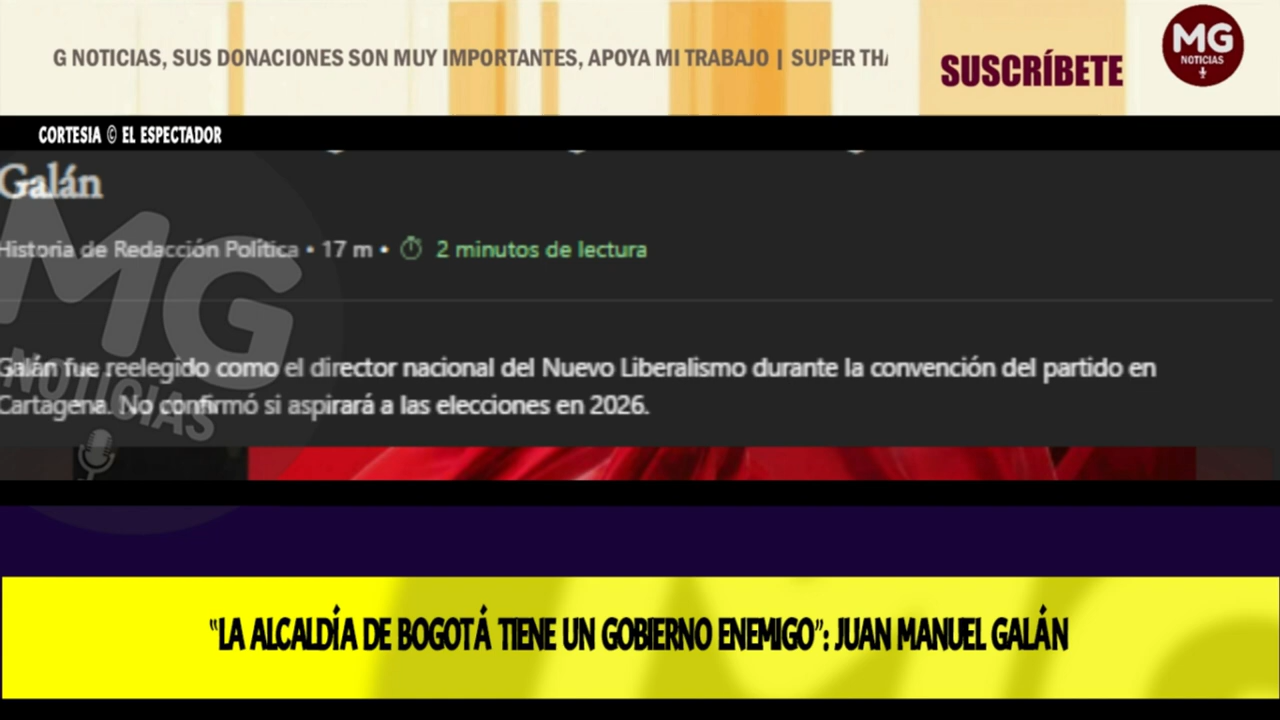 G NOTICIAS, SUS DONACIONES SON MUY IMPORTANTES, APOYA MI TRABAJO | SUPER
SUSCRÍBETE
MG
NOTICIAS
CORTESIA © EL ESPECTADOR
Galán
Historia de Redacción Política • 17 m • 2 minutos de lectura
Galán fue reelegido como el director nacional del Nuevo Liberalismo durante la convención del partido en
Cartagena. No confirmó si aspirará a las elecciones en 2026.
MG
NOTICIAS
“LA ALCALDÍA DE BOGOTÁ TIENE UN GOBIERNO ENEMIGO”: JUAN MANUEL GALÁN